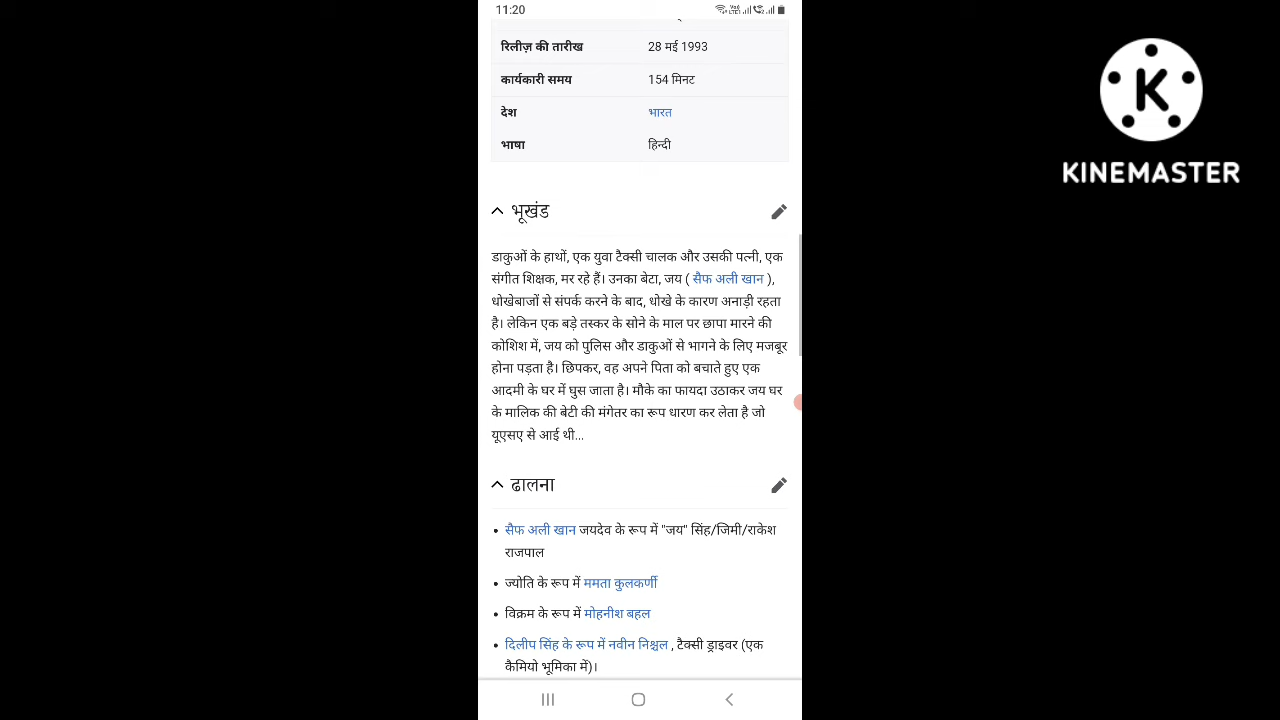 11:20
रिलीज़ की तारीख 28 मई 1993
कार्यकारी समय 154 मिनट
देश भारत
भाषा हिन्दी
भूखंड
डाकुओं के हाथों, एक युवा टैक्सी चालक और उसकी पत्नी, एक
संगीत शिक्षक, मर रहे हैं। उनका बेटा, जय ( सैफ अली खान ),
धोखेबाजों से संपर्क करने के बाद, धोखे के कारण अनाड़ी रहता
है। लेकिन एक बड़े तस्कर के सोने के माल पर छापा मारने की
कोशिश में, जय को पुलिस और डाकुओं से भागने के लिए मजबूर
होना पड़ता है। छिपकर, वह अपने पिता को बचाते हुए एक
आदमी के घर में घुस जाता है। मौके का फायदा उठाकर जय घर
के मालिक की बेटी की मंगेतर का रूप धारण कर लेता है जो
यूएसए से आई थी...
ढालना
• सैफ अली खान जयदेव के रूप में "जय" सिंह/जिमी/राकेश
राजपाल
• ज्योति के रूप में ममता कुलकर्णी
• विक्रम के रूप में मोहनीश बहल
• दिलीप सिंह के रूप में नवीन निश्चल , टैक्सी ड्राइवर (एक
कैमियो भूमिका में)।
K
KINEMASTER